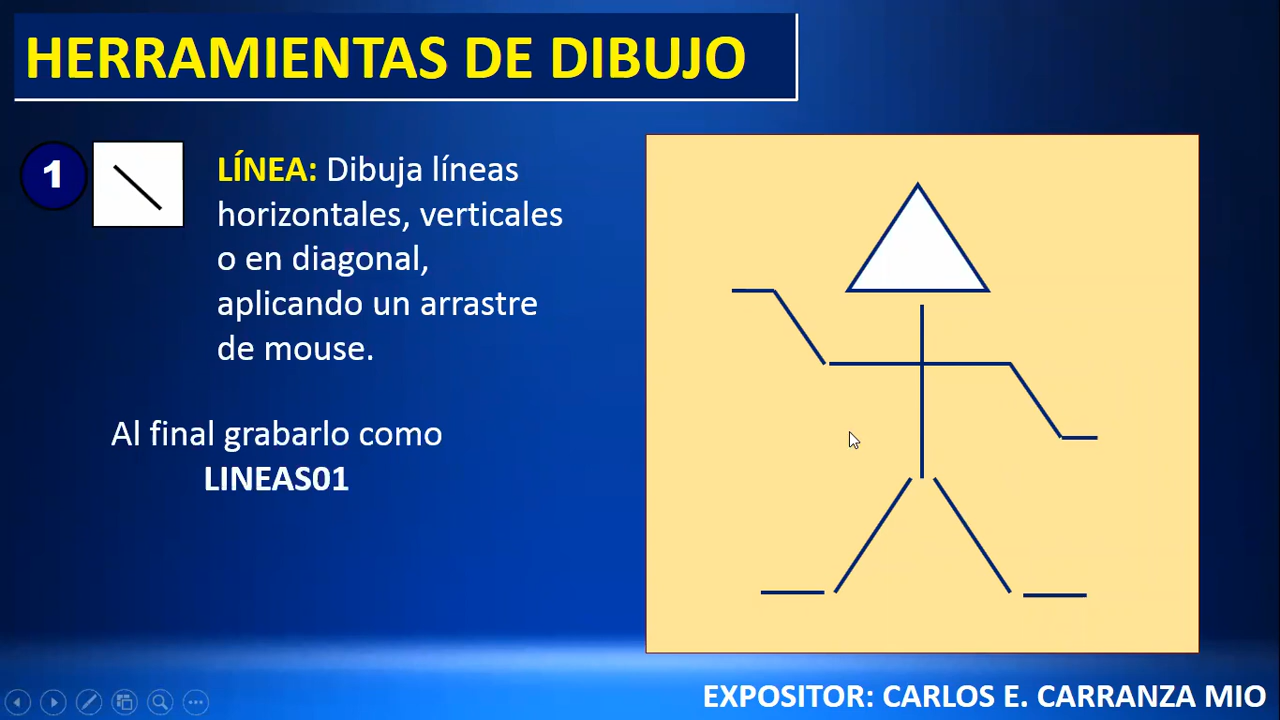 HERRAMIENTAS DE DIBUJO
1
LÍNEA: Dibuja líneas
horizontales, verticales
o en diagonal,
aplicando un arrastre
de mouse.
Al final grabarlo como
LINEAS01
EXPOSITOR: CARLOS E. CARRANZA MIO